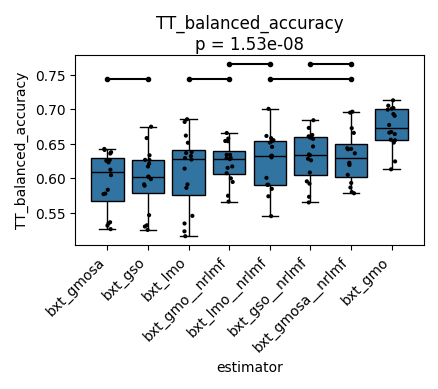 TT_balanced_accuracy
p = 1.53e-08
TT_balanced_accuracy
0.75
0.70
0.65
0.60
0.55
bxt_gmosa
bxt_gso
bxt_lmo
bxt_gmo__nrlmf
bxt_lmo__nrlmf
bxt_gso__nrlmf
bxt_gmosa__nrlmf
bxt_gmo
estimator